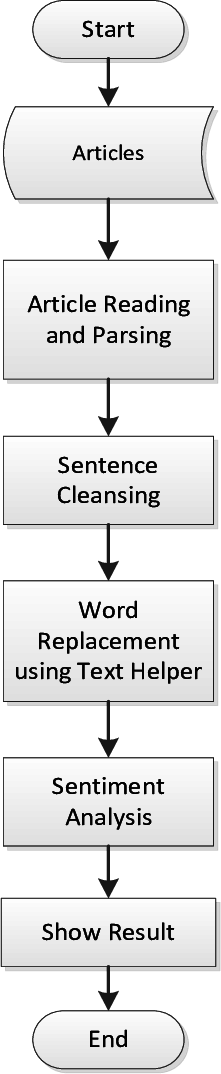 Start
Articles
Article Reading
and Parsing
Sentence
Cleansing
Word
Replacement
using Text Helper
Sentiment
Analysis
Show Result
End